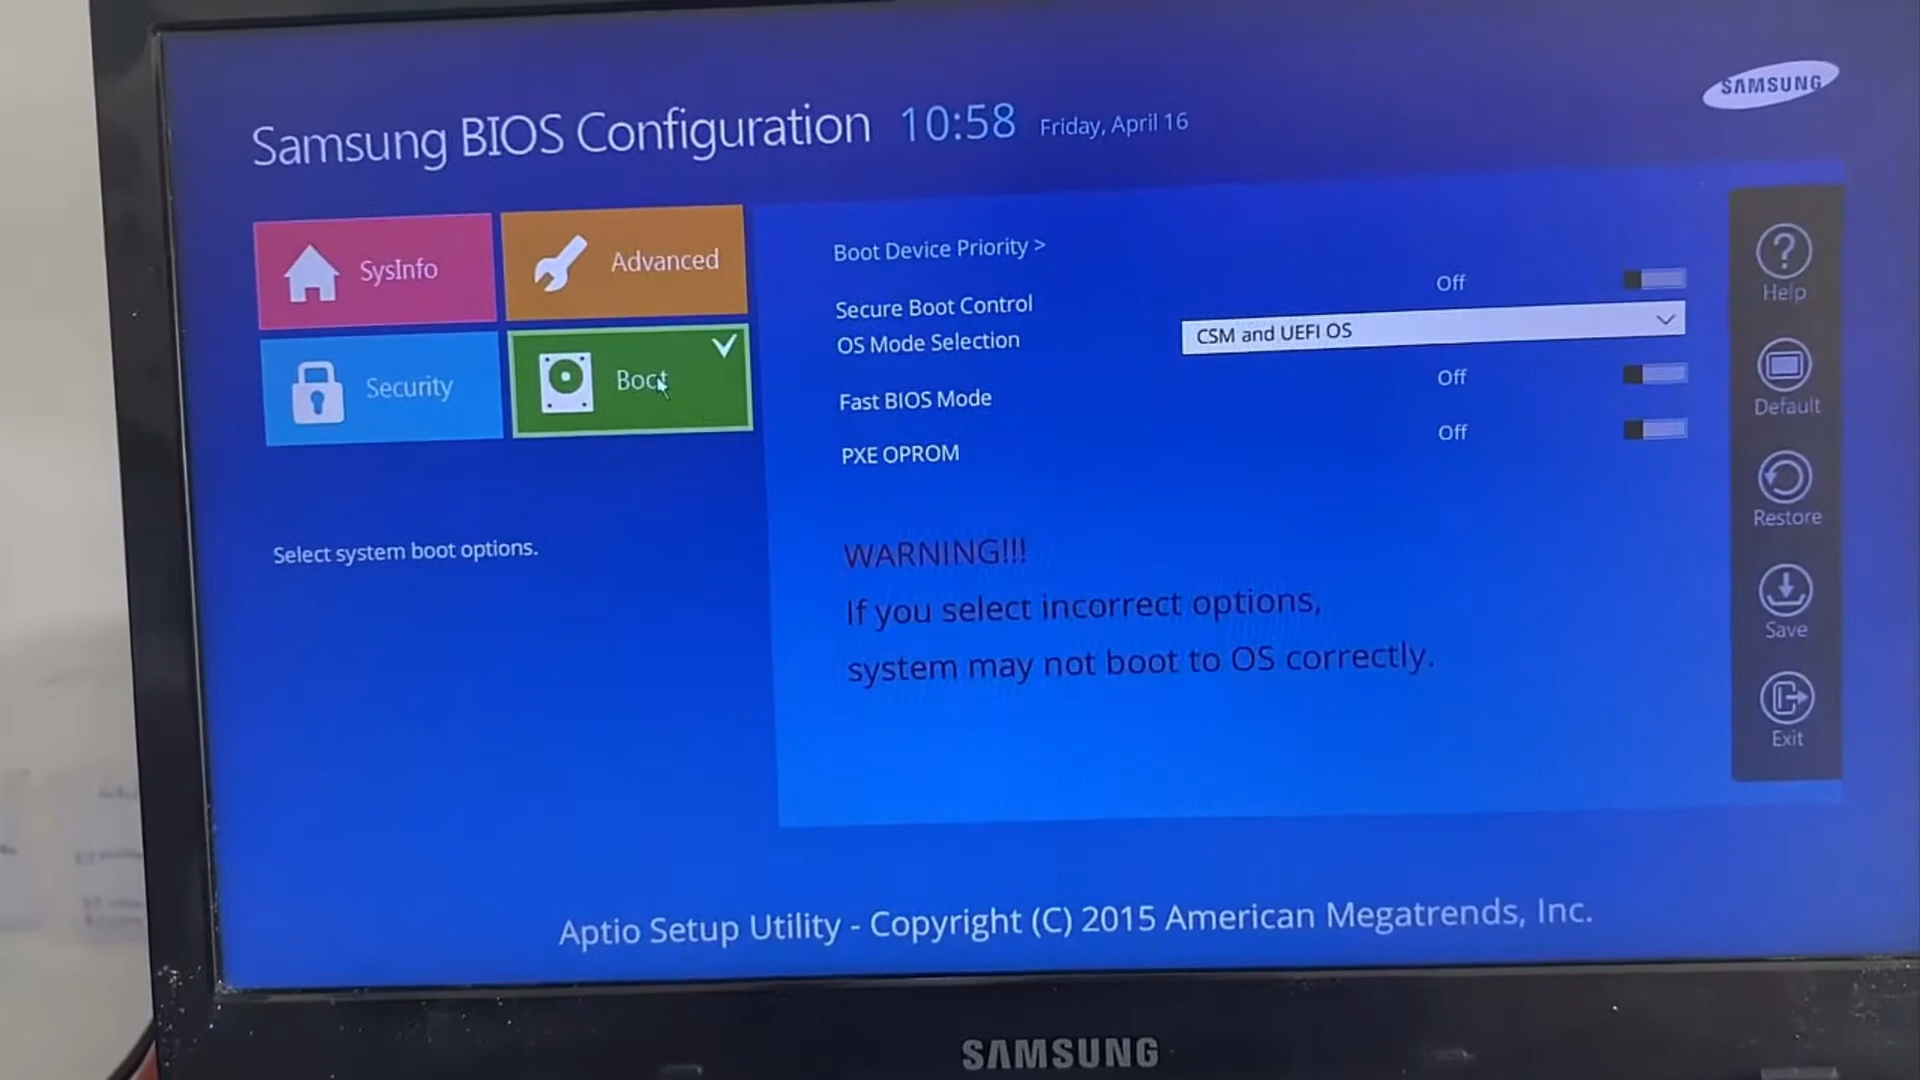 SAMSUNG
Samsung BIOS Configuration 10:58 Friday, April 16
SysInfo
Advanced
Security
Boot
Select system boot options.
Boot Device Priority >
Secure Boot Control
Off
OS Mode Selection
CSM and UEFI OS
Fast BIOS Mode
Off
PXE OPROM
Off
WARNING!!!
If you select incorrect options,
system may not boot to OS correctly.
Help
Default
Restore
Save
Exit
Aptio Setup Utility - Copyright (C) 2015 American Megatrends, Inc.
SAMSUNG